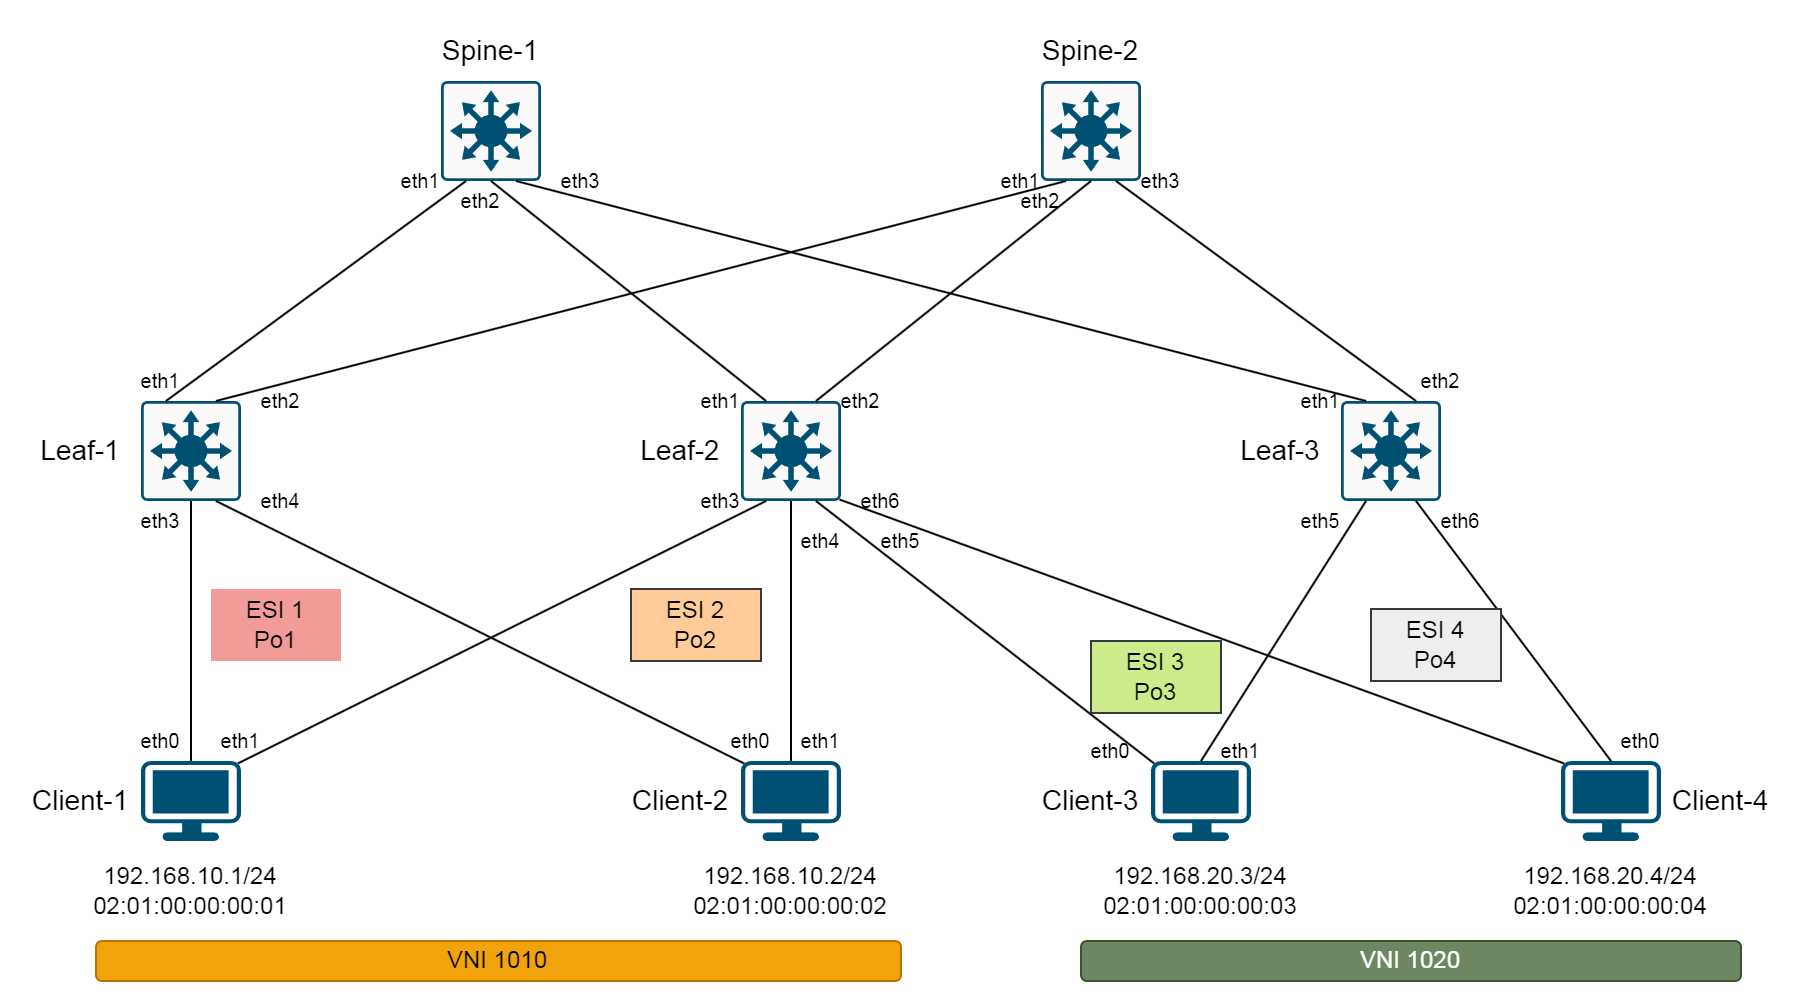 Spine-1
Spine-2
eth1
eth3
eth1
eth3
eth2
eth2
eth1
eth2
eth2
eth1
eth2
eth1
Leaf-1
Leaf-2
Leaf-3
eth4
eth3
eth6
eth3
eth4
eth5
eth5
eth6
ESI 1
Po1
ESI 2
Po2
ESI 3
Po3
ESI 4
Po4
eth0
eth1
eth0
eth1
eth0
eth1
eth0
Client-1
Client-2
Client-3
Client-4
192.168.10.1/24
02:01:00:00:00:01
192.168.10.2/24
02:01:00:00:00:02
192.168.20.3/24
02:01:00:00:00:03
192.168.20.4/24
02:01:00:00:00:04
VNI 1010
VNI 1020